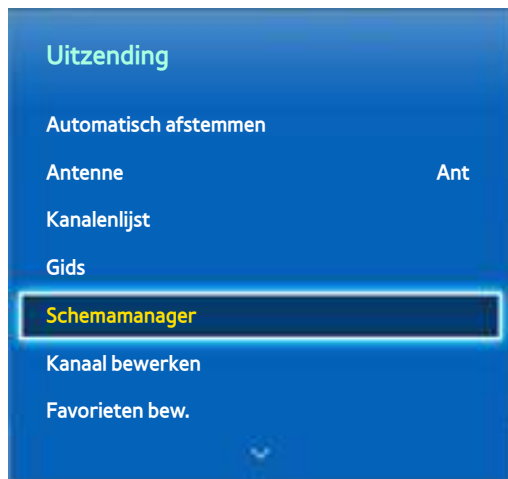 Uitzending
Automatisch afstemmen
Antenne Ant
Kanalenlijst
Gids
Schemamanager
Kanaal bewerken
Favorieten bew.